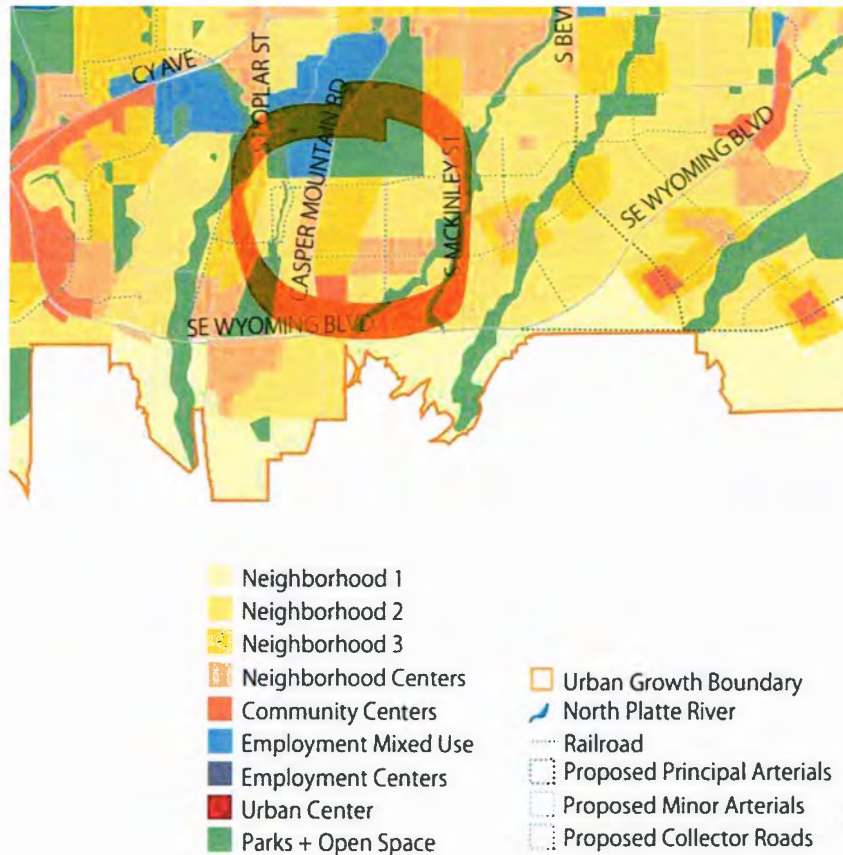 CY AVE
POPLAR ST
CASPER MOUNTAIN RD
S MCKINLEY ST
S BEV
SE WYOMING BLVD
SE WYOMING BLVD
Neighborhood 1
Neighborhood 2
Neighborhood 3
Neighborhood Centers
Community Centers
Employment Mixed Use
Employment Centers
Urban Center
Parks + Open Space
Urban Growth Boundary
North Platte River
Railroad
Proposed Principal Arterials
Proposed Minor Arterials
Proposed Collector Roads